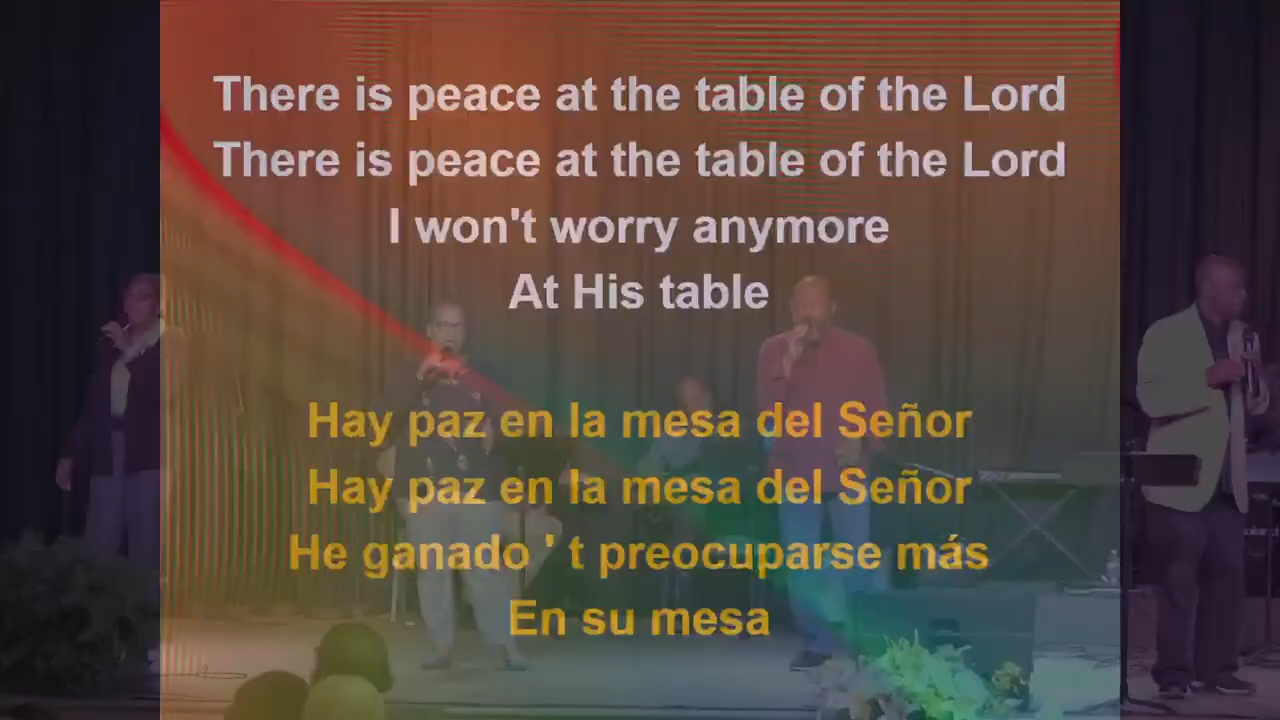 There is peace at the table of the Lord
There is peace at the table of the Lord
I won't worry anymore
At His table
Hay paz en la mesa del Señor
Hay paz en la mesa del Señor
He ganado ' t preocuparse más
En su mesa